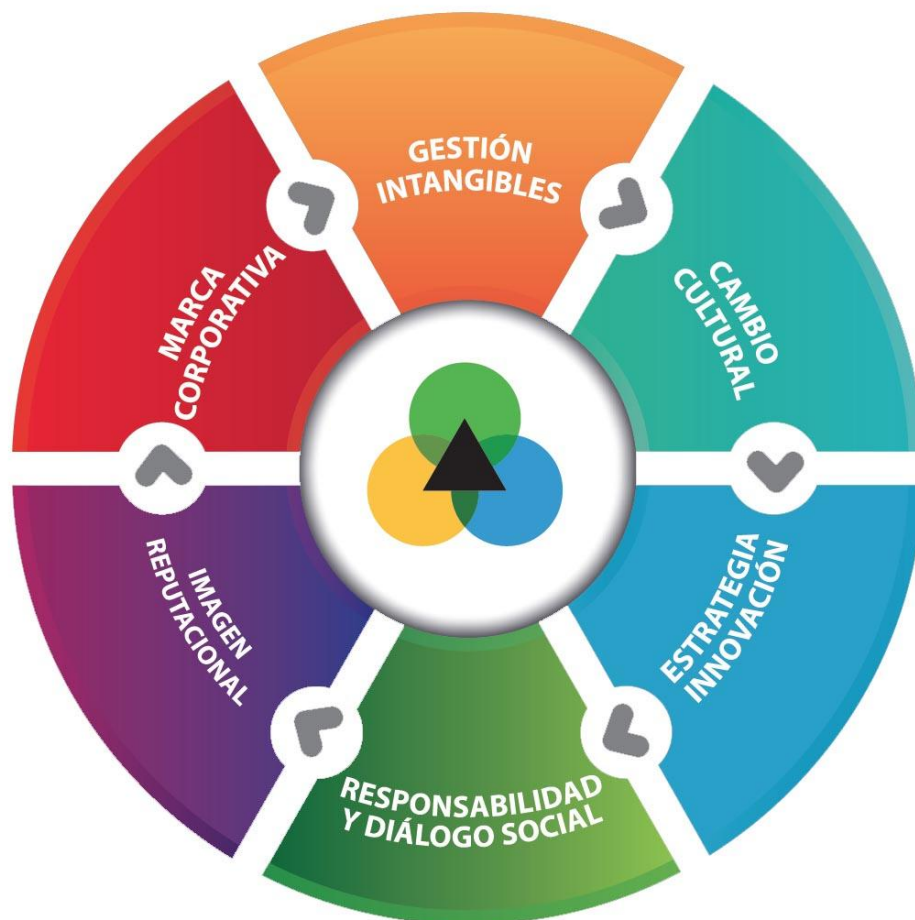 GESTIÓN
INTANGIBLES
CAMBIO
CULTURAL
ESTRATEGIA
INNOVACIÓN
RESPONSABILIDAD
Y DIÁLOGO SOCIAL
IMAGEN
REPUTACIONAL
MARCA
CORPORATIVA